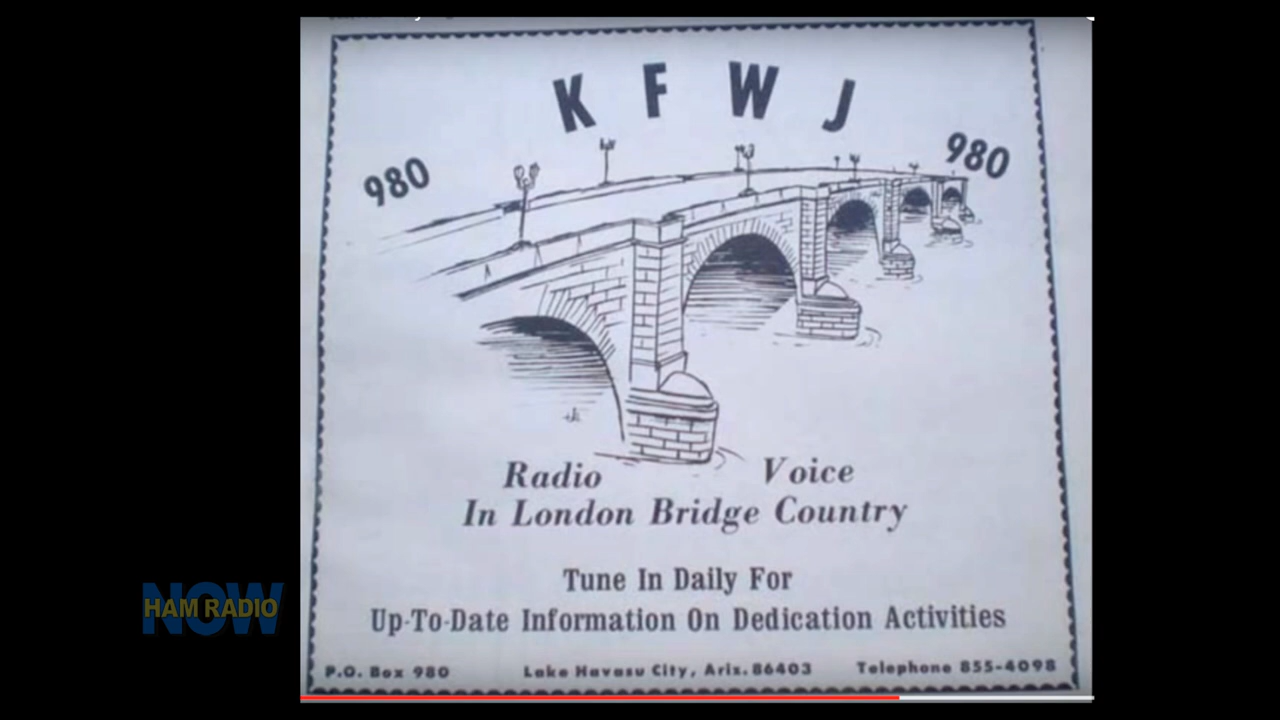 K F W J
980
980
Radio Voice
In London Bridge Country
Tune In Daily For
Up-To-Date Information On Dedication Activities
P.O. Box 980 Lake Havasu City, Ariz. 86403 Telephone 855-4098
NOW
HAM RADIO